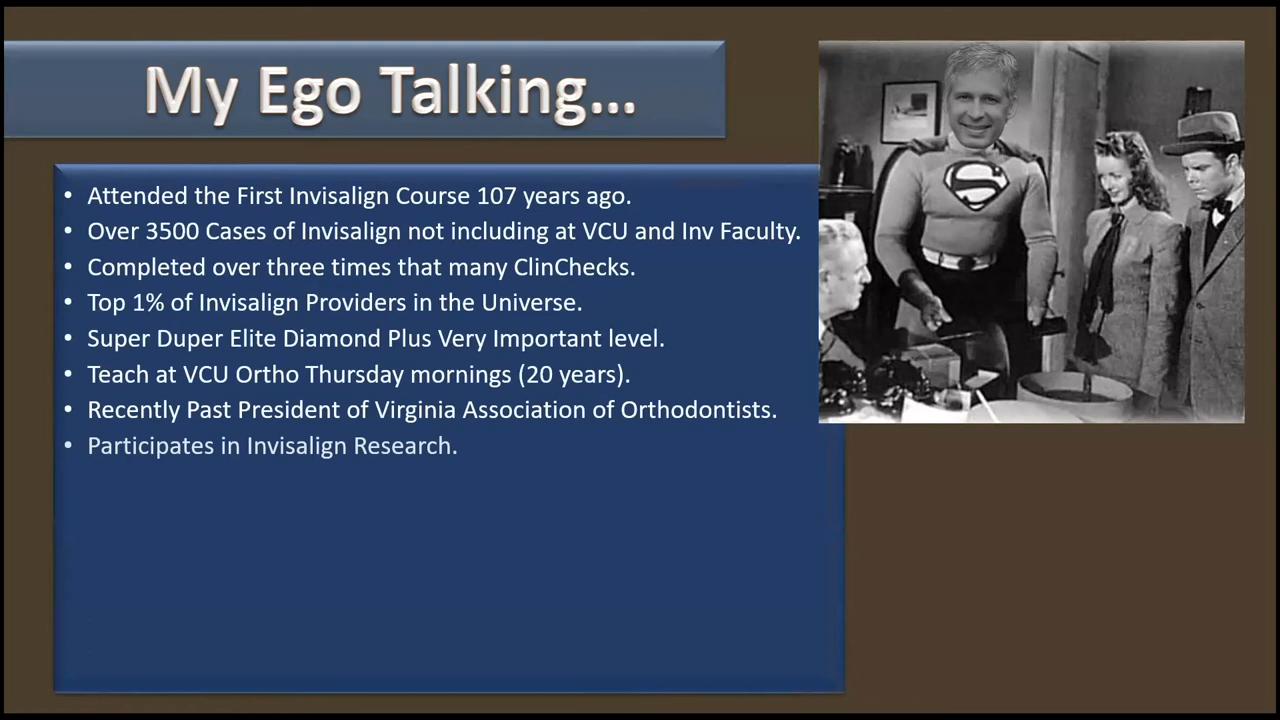 My Ego Talking...
• Attended the First Invisalign Course 107 years ago.
• Over 3500 Cases of Invisalign not including at VCU and Inv Faculty.
• Completed over three times that many ClinChecks.
• Top 1% of Invisalign Providers in the Universe.
• Super Duper Elite Diamond Plus Very Important level.
• Teach at VCU Ortho Thursday mornings (20 years).
• Recently Past President of Virginia Association of Orthodontists.
• Participates in Invisalign Research.
S